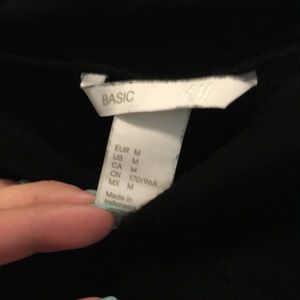 BASIC
EUR M
US M
CA M
CN 170/96A
MX M
Made in
Indonesia